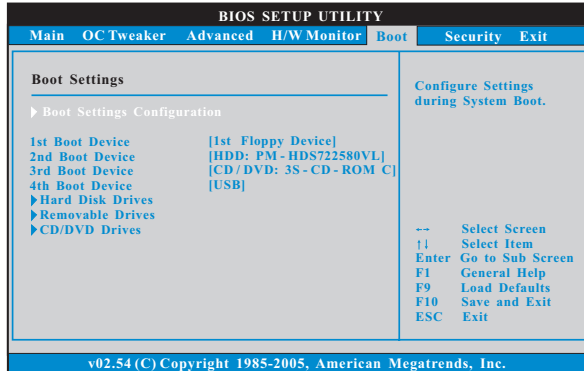 BIOS SETUP UTILITY
Main OC Tweaker Advanced H/W Monitor Boot Security Exit
Boot Settings
Boot Settings Configuration
1st Boot Device [1st Floppy Device]
2nd Boot Device [HDD: PM-HDS722580VL]
3rd Boot Device [CD/DVD: 3S-CD-ROM C]
4th Boot Device [USB]
Hard Disk Drives
Removable Drives
CD/DVD Drives
Configure Settings
during System Boot.
←→ Select Screen
↑↓ Select Item
Enter Go to Sub Screen
F1 General Help
F9 Load Defaults
F10 Save and Exit
ESC Exit
v02.54 (C) Copyright 1985-2005, American Megatrends, Inc.